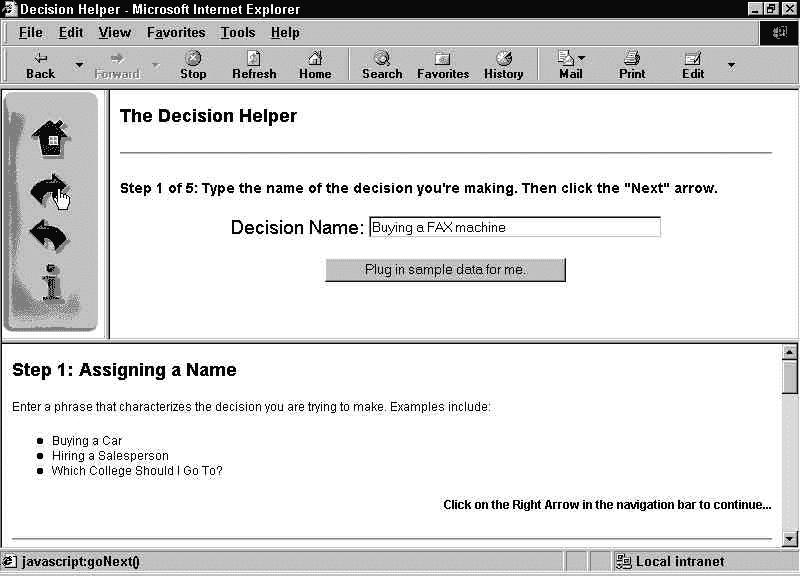 Decision Helper - Microsoft Internet Explorer
File Edit View Favorites Tools Help
Back Forward Stop Refresh Home Search Favorites History Mail Print Edit
The Decision Helper
Step 1 of 5: Type the name of the decision you're making. Then click the "Next" arrow.
Decision Name: Buying a FAX machine
Plug in sample data for me.
Step 1: Assigning a Name
Enter a phrase that characterizes the decision you are trying to make. Examples include:
Buying a Car
Hiring a Salesperson
Which College Should I Go To?
Click on the Right Arrow in the navigation bar to continue...
javascript:goNext() Local intranet